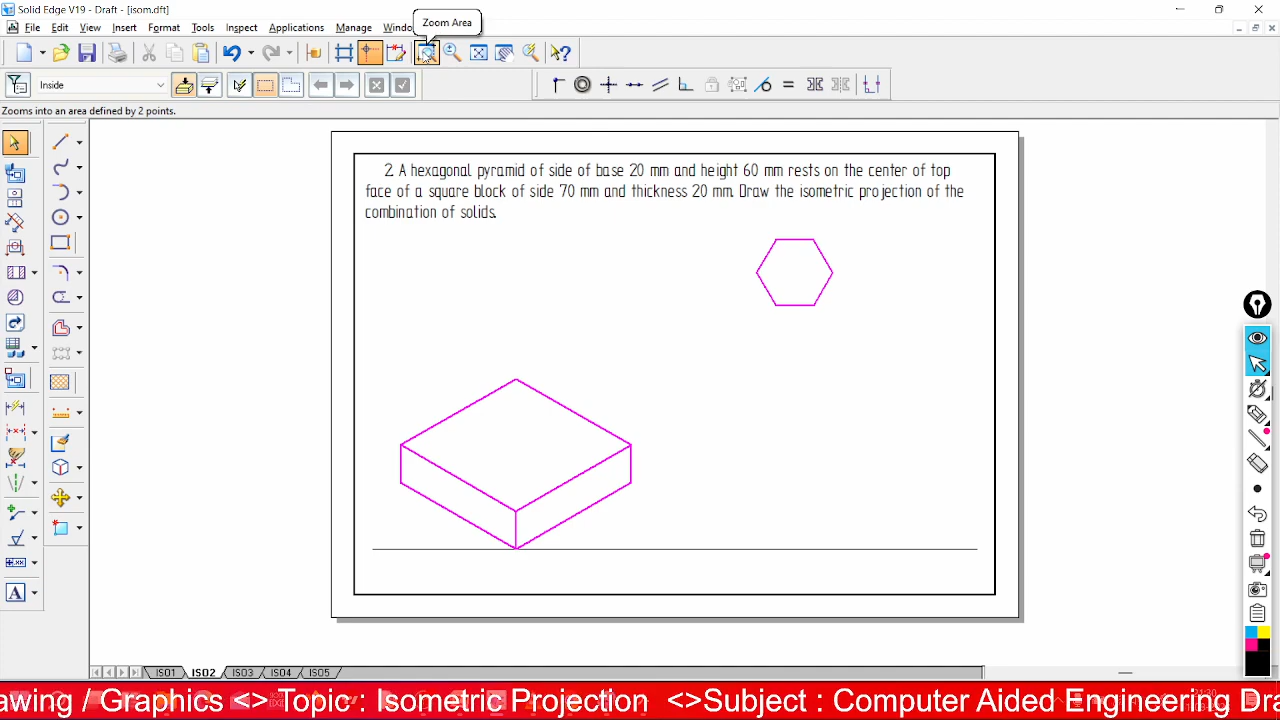 Solid Edge V19 - Draft - [isom.dft]
File Edit View Insert Format Tools Inspect Applications Manage Windo
Zoom Area
Inside
Zooms into an area defined by 2 points.
2. A hexagonal pyramid of side of base 20 mm and height 60 mm rests on the center of top
face of a square block of side 70 mm and thickness 20 mm. Draw the isometric projection of the
combination of solids.
A
ISO1 ISO2 ISO3 ISO4 ISO5
awing / Graphics <> Topic : Isometric Projection <>Subject : Computer Aided Engineering Dra